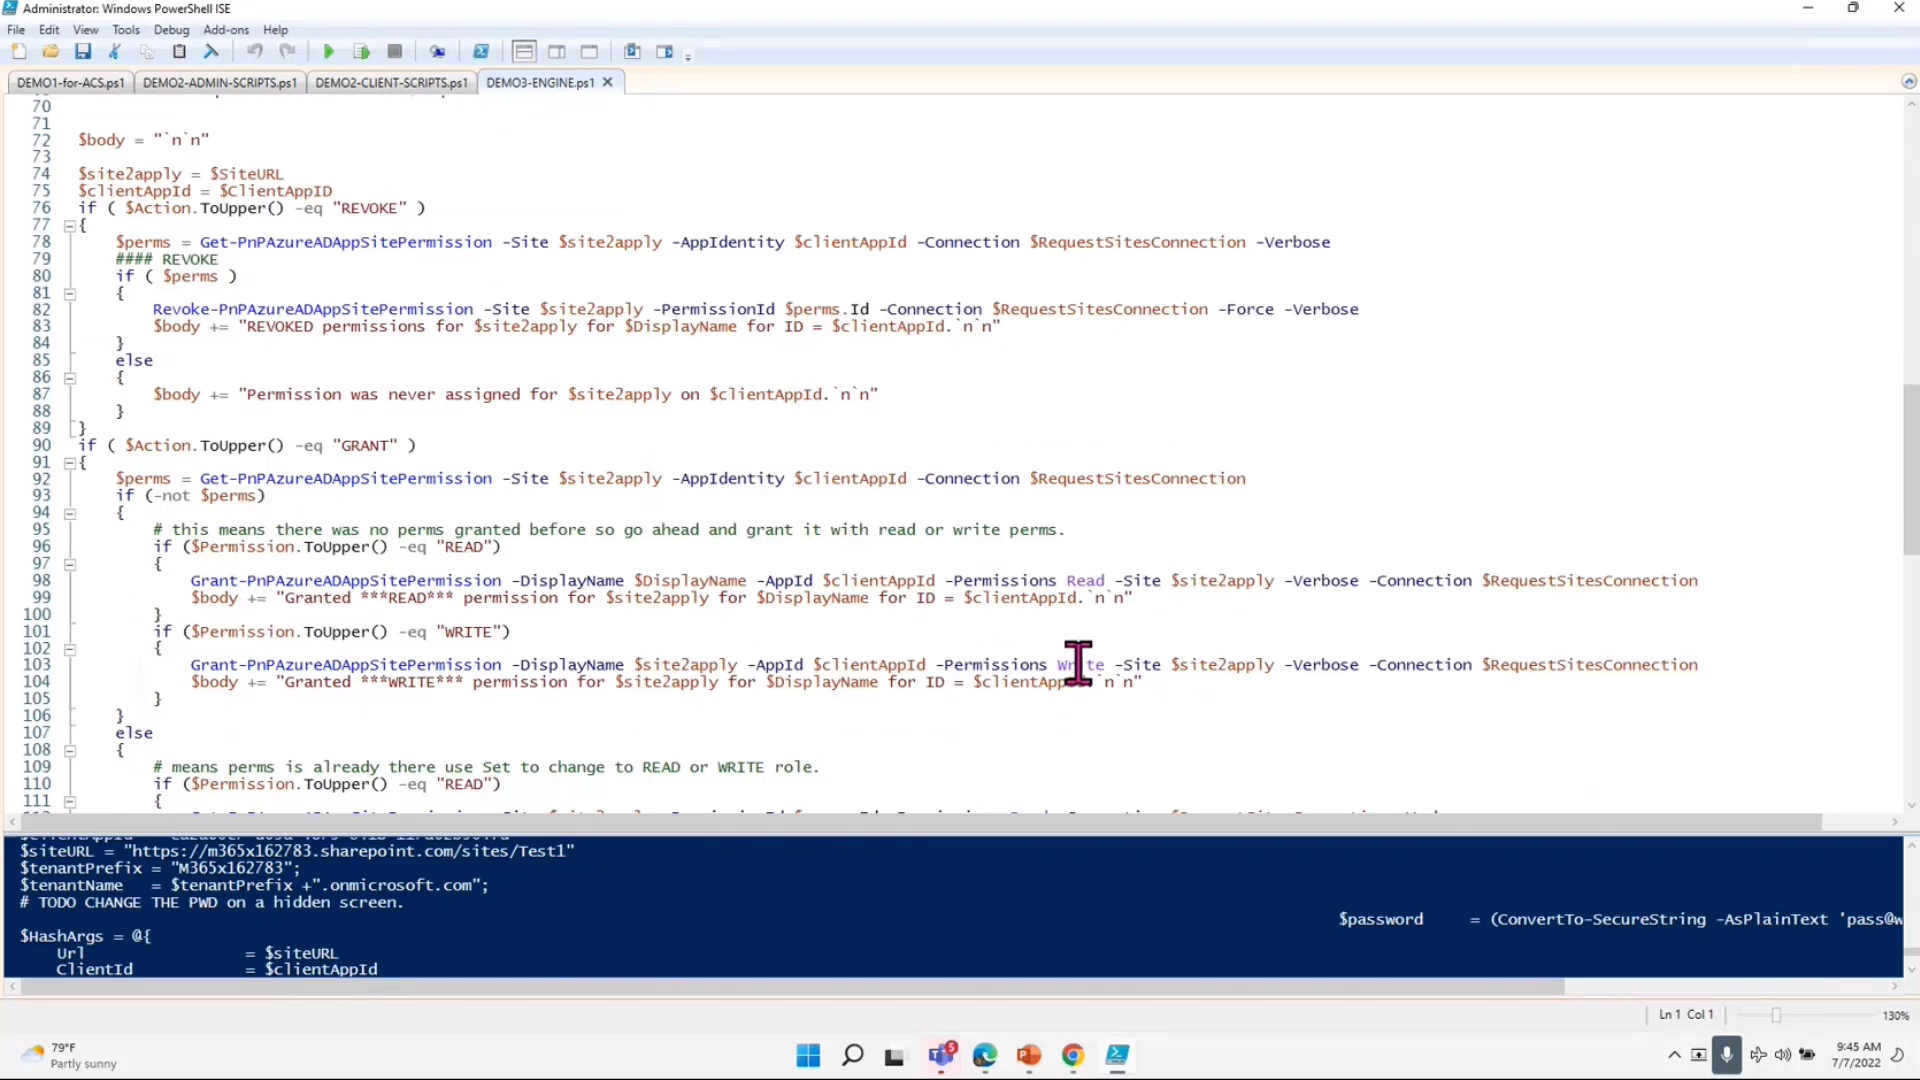 Administrator: Windows PowerShell ISE
File Edit View Tools Debug Add-ons Help
DEMO1-for-ACS.ps1 DEMO2-ADMIN-SCRIPTS.ps1 DEMO2-CLIENT-SCRIPTS.ps1 DEMO3-ENGINE.ps1
70
71
72 $body = "`n`n"
73
74 $site2apply = $SiteURL
75 $clientAppId = $ClientAppID
76 if ( $Action.ToUpper() -eq "REVOKE" )
77 {
78 $perms = Get-PnPAzureADAppSitePermission -Site $site2apply -AppIdentity $clientAppId -Connection $RequestSitesConnection -Verbose
79 #### REVOKE
80 if ( $perms )
81 {
82 Revoke-PnPAzureADAppSitePermission -Site $site2apply -PermissionId $perms.Id -Connection $RequestSitesConnection -Force -Verbose
83 $body += "REVOKED permissions for $site2apply for $DisplayName for ID = $clientAppId.`n`n"
84 }
85 else
86 {
87 $body += "Permission was never assigned for $site2apply on $clientAppId.`n`n"
88 }
89 }
90 if ( $Action.ToUpper() -eq "GRANT" )
91 {
92 $perms = Get-PnPAzureADAppSitePermission -Site $site2apply -AppIdentity $clientAppId -Connection $RequestSitesConnection
93 if (-not $perms)
94 {
95 # this means there was no perms granted before so go ahead and grant it with read or write perms.
96 if ($Permission.ToUpper() -eq "READ")
97 {
98 Grant-PnPAzureADAppSitePermission -DisplayName $DisplayName -AppId $clientAppId -Permissions Read -Site $site2apply -Verbose -Connection $RequestSitesConnection
99 $body += "Granted ***READ*** permission for $site2apply for $DisplayName for ID = $clientAppId.`n`n"
100 }
101 if ($Permission.ToUpper() -eq "WRITE")
102 {
103 Grant-PnPAzureADAppSitePermission -DisplayName $site2apply -AppId $clientAppId -Permissions Write -Site $site2apply -Verbose -Connection $RequestSitesConnection
104 $body += "Granted ***WRITE*** permission for $site2apply for $DisplayName for ID = $clientApp `n`n"
105 }
106 }
107 else
108 {
109 # means perms is already there use Set to change to READ or WRITE role.
110 if ($Permission.ToUpper() -eq "READ")
111 {
$siteURL = "https://m365x162783.sharepoint.com/sites/Test1"
$tenantPrefix = "M365x162783";
$tenantName = $tenantPrefix +".onmicrosoft.com";
# TODO CHANGE THE PWD on a hidden screen.
$password = (ConvertTo-SecureString -AsPlainText 'pass@w
$HashArgs = @{
Url = $siteURL
ClientId = $clientAppId
Ln 1 Col 1 130%
79°F
Partly sunny
5
9:45 AM
7/7/2022